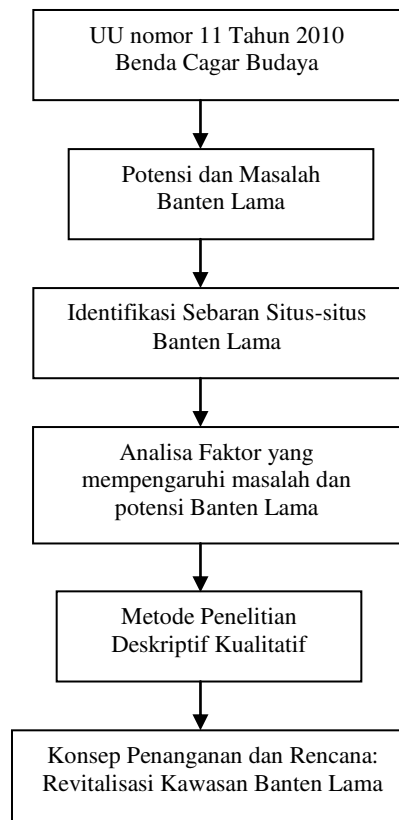 UU nomor 11 Tahun 2010
Benda Cagar Budaya
Potensi dan Masalah
Banten Lama
Identifikasi Sebaran Situs-situs
Banten Lama
Analisa Faktor yang
mempengaruhi masalah dan
potensi Banten Lama
Metode Penelitian
Deskriptif Kualitatif
Konsep Penanganan dan Rencana:
Revitalisasi Kawasan Banten Lama